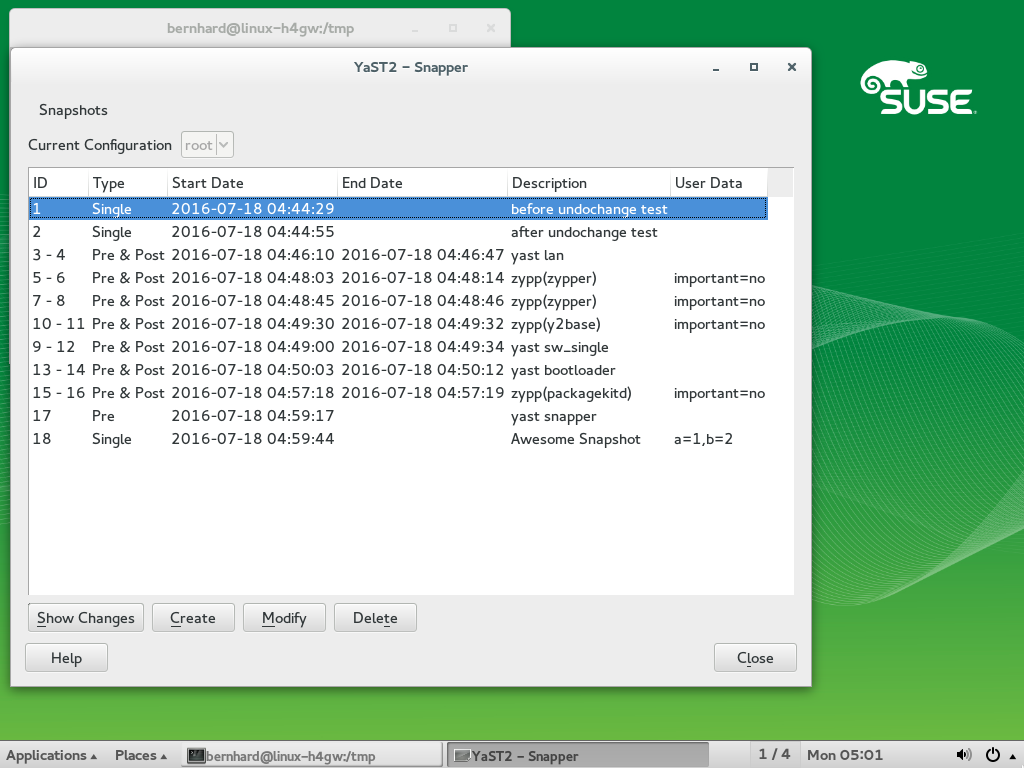 bernhard@linux-h4gw:/tmp
YaST2 - Snapper
SUSE
Snapshots
Current Configuration root
ID Type Start Date End Date Description User Data
1 Single 2016-07-18 04:44:29 before undochange test
2 Single 2016-07-18 04:44:55 after undochange test
3 - 4 Pre & Post 2016-07-18 04:46:10 2016-07-18 04:46:47 yast lan
5 - 6 Pre & Post 2016-07-18 04:48:03 2016-07-18 04:48:14 zypp(zypper) important=no
7 - 8 Pre & Post 2016-07-18 04:48:45 2016-07-18 04:48:46 zypp(zypper) important=no
10 - 11 Pre & Post 2016-07-18 04:49:30 2016-07-18 04:49:32 zypp(y2base) important=no
9 - 12 Pre & Post 2016-07-18 04:49:00 2016-07-18 04:49:34 yast sw_single
13 - 14 Pre & Post 2016-07-18 04:50:03 2016-07-18 04:50:12 yast bootloader
15 - 16 Pre & Post 2016-07-18 04:57:18 2016-07-18 04:57:19 zypp(packagekitd) important=no
17 Pre 2016-07-18 04:59:17 yast snapper
18 Single 2016-07-18 04:59:44 Awesome Snapshot a=1,b=2
Show Changes Create Modify Delete
Help Close
Applications Places bernhard@linux-h4gw:/tmp YaST2 - Snapper 1 / 4 Mon 05:01